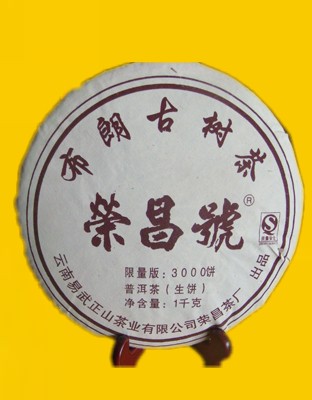 布朗古树茶
榮昌號®
限量版：3000饼
普洱茶（生饼）
净含量：1千克
云南易武正山茶业有限公司荣昌茶厂出品